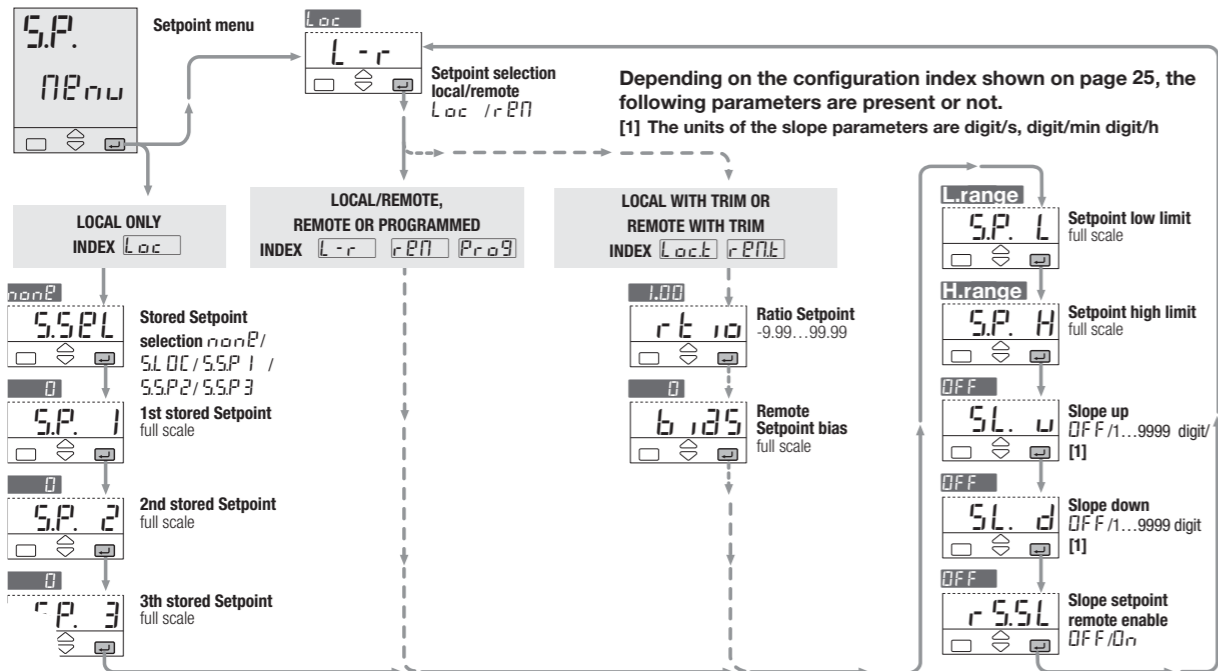 S.P.
Menu
Setpoint menu
Loc
L-r
Setpoint selection
local/remote
Loc /rEM
Depending on the configuration index shown on page 25, the
following parameters are present or not.
[1] The units of the slope parameters are digit/s, digit/min digit/h
LOCAL ONLY
INDEX Loc
LOCAL/REMOTE,
REMOTE OR PROGRAMMED
INDEX L-r rEM Prog
LOCAL WITH TRIM OR
REMOTE WITH TRIM
INDEX Loc.t rEM.t
nonE
S.SEL
Stored Setpoint
selection nonE/
S.LOC/S.S.P1 /
S.S.P2/S.S.P3
0
S.P. 1
1st stored Setpoint
full scale
0
S.P. 2
2nd stored Setpoint
full scale
0
S.P. 3
3th stored Setpoint
full scale
1.00
rtio
Ratio Setpoint
-9.99...99.99
0
bias
Remote
Setpoint bias
full scale
L.range
S.P. L
Setpoint low limit
full scale
H.range
S.P. H
Setpoint high limit
full scale
OFF
SL. u
Slope up
OFF/1...9999 digit/
[1]
OFF
SL. d
Slope down
OFF/1...9999 digit
[1]
OFF
rS.SL
Slope setpoint
remote enable
OFF/On